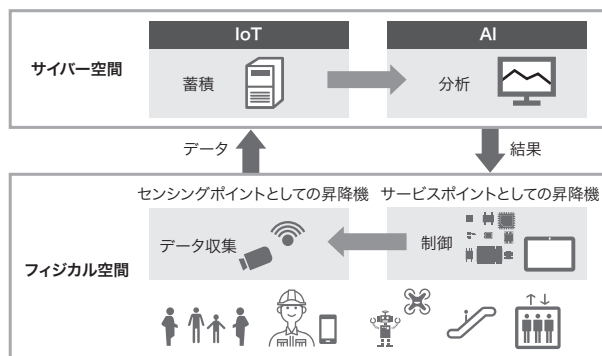 IoT
AI
サイバー空間
蓄積
分析
データ
結果
センシングポイントとしての昇降機
サービスポイントとしての昇降機
データ収集
制御
フィジカル空間
↑↓